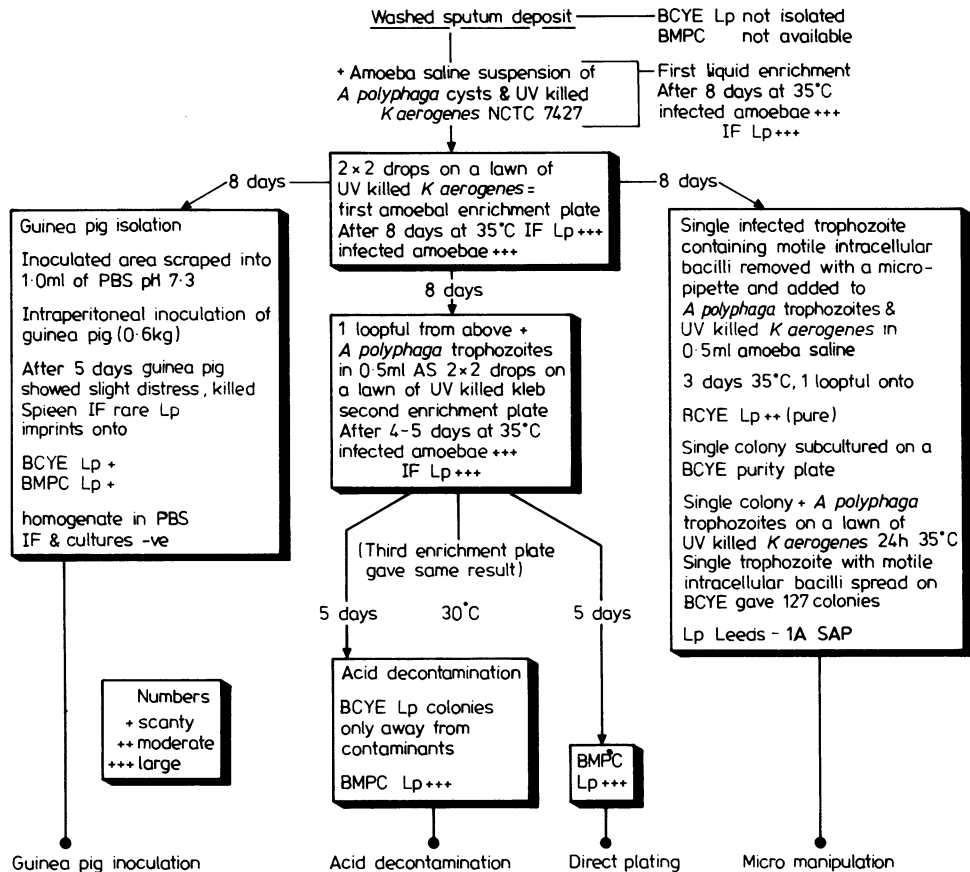 Washed sputum deposit
BCYE Lp not isolated
BMPC not available
+ Amoeba saline suspension of
A polyphaga cysts & UV killed
K aerogenes NCTC 7427
First liquid enrichment
After 8 days at 35°C
infected amoebae +++
IF Lp +++
8 days
2×2 drops on a lawn of
UV killed K aerogenes =
first amoebal enrichment plate
After 8 days at 35°C IF Lp +++
infected amoebae +++
8 days
Guinea pig isolation
Inoculated area scraped into
1·0ml of PBS pH 7·3
Intraperitoneal inoculation of
guinea pig (0·6kg)
After 5 days guinea pig
showed slight distress, killed
Spleen IF rare Lp
imprints onto
BCYE Lp +
BMPC Lp +
homogenate in PBS
IF & cultures -ve
8 days
1 loopful from above +
A polyphaga trophozoites
in 0·5ml AS 2×2 drops on
a lawn of UV killed kleb
second enrichment plate
After 4-5 days at 35°C
infected amoebae +++
IF Lp +++
Single infected trophozoite
containing motile intracellular
bacilli removed with a micro-
pipette and added to
A polyphaga trophozoites &
UV killed K aerogenes in
0·5ml amoeba saline
3 days 35°C, 1 loopful onto
BCYE Lp ++ (pure)
Single colony subcultured on a
BCYE purity plate
Single colony + A polyphaga
trophozoites on a lawn of
UV killed K aerogenes 24h 35°C
Single trophozoite with motile
intracellular bacilli spread on
BCYE gave 127 colonies
Lp Leeds - 1A SAP
(Third enrichment plate
gave same result)
5 days
30°C
5 days
Acid decontamination
BCYE Lp colonies
only away from
contaminants
BMPC Lp +++
BMPC
Lp +++
Numbers
+ scanty
++ moderate
+++ large
Guinea pig inoculation
Acid decontamination
Direct plating
Micro manipulation